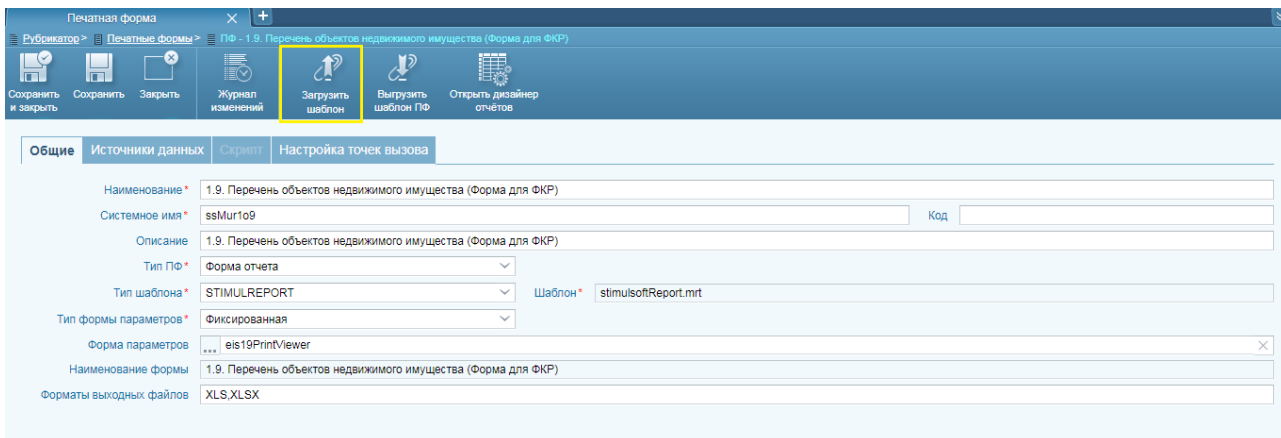 Печатная форма
Рубрикатор > Печатные формы > ПФ - 1.9. Перечень объектов недвижимого имущества (Форма для ФКР)
Сохранить и закрыть
Сохранить
Закрыть
Журнал изменений
Загрузить шаблон
Выгрузить шаблон ПФ
Открыть дизайнер отчётов
Общие Источники данных Скрипт Настройка точек вызова
Наименование* 1.9. Перечень объектов недвижимого имущества (Форма для ФКР)
Системное имя* ssMur1o9 Код
Описание 1.9. Перечень объектов недвижимого имущества (Форма для ФКР)
Тип ПФ* Форма отчета
Тип шаблона* STIMULREPORT Шаблон* stimulsoftReport.mrt
Тип формы параметров* Фиксированная
Форма параметров ... eis19PrintViewer
Наименование формы 1.9. Перечень объектов недвижимого имущества (Форма для ФКР)
Форматы выходных файлов XLS,XLSX